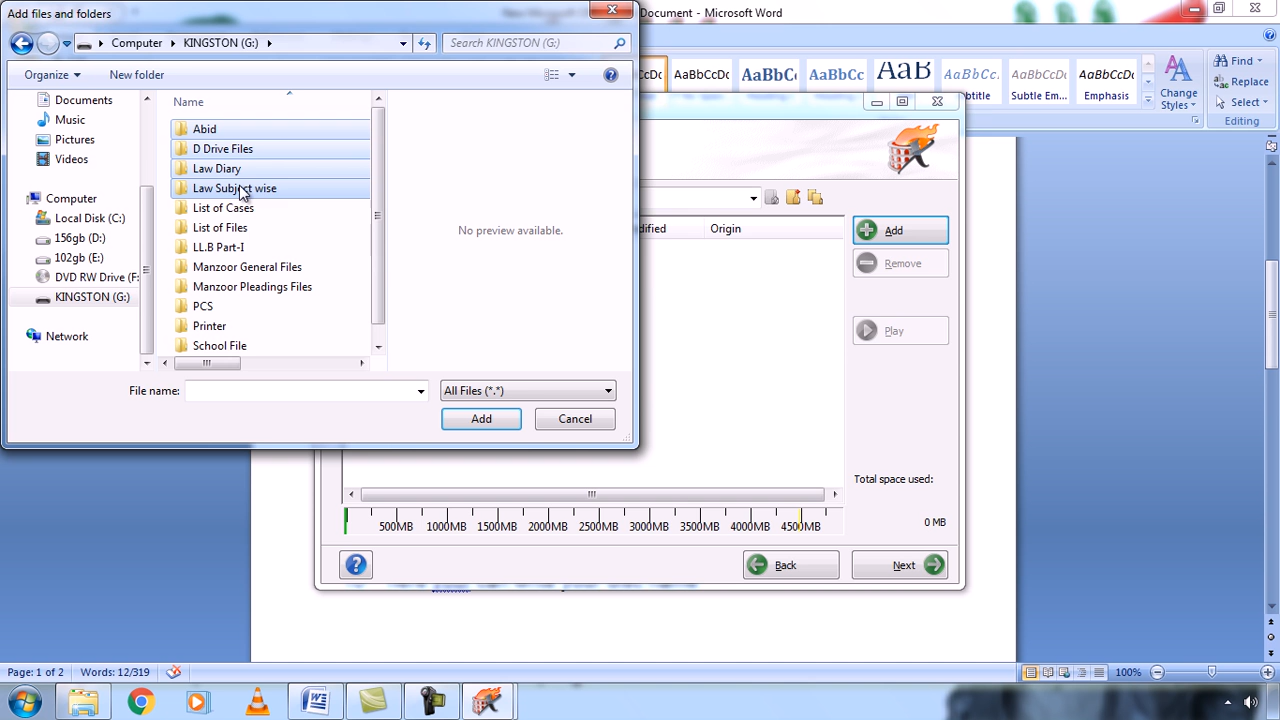 Add files and folders
Document - Microsoft Word
Computer
KINGSTON (G:)
Search KINGSTON (G:)
Organize
New folder
Name
Documents
Music
Pictures
Videos
Computer
Local Disk (C:)
156gb (D:)
102gb (E:)
DVD RW Drive (F:
KINGSTON (G:)
Network
Abid
D Drive Files
Law Diary
Law Subject wise
List of Cases
List of Files
LL.B Part-I
Manzoor General Files
Manzoor Pleadings Files
PCS
Printer
School File
No preview available.
File name:
All Files (*.*)
Add
Cancel
AaBbCcDc
AaBbC
AaBbCc
AaB
AaBbCc.
AaBbCcDc
AaBbCcDc
btitle
Subtle Em...
Emphasis
Change
Styles
Find
Replace
Select
Editing
dified
Origin
Add
Remove
Play
Total space used:
0 MB
500MB
1000MB
1500MB
2000MB
2500MB
3000MB
3500MB
4000MB
4500MB
Back
Next
Page: 1 of 2
Words: 12/319
100%